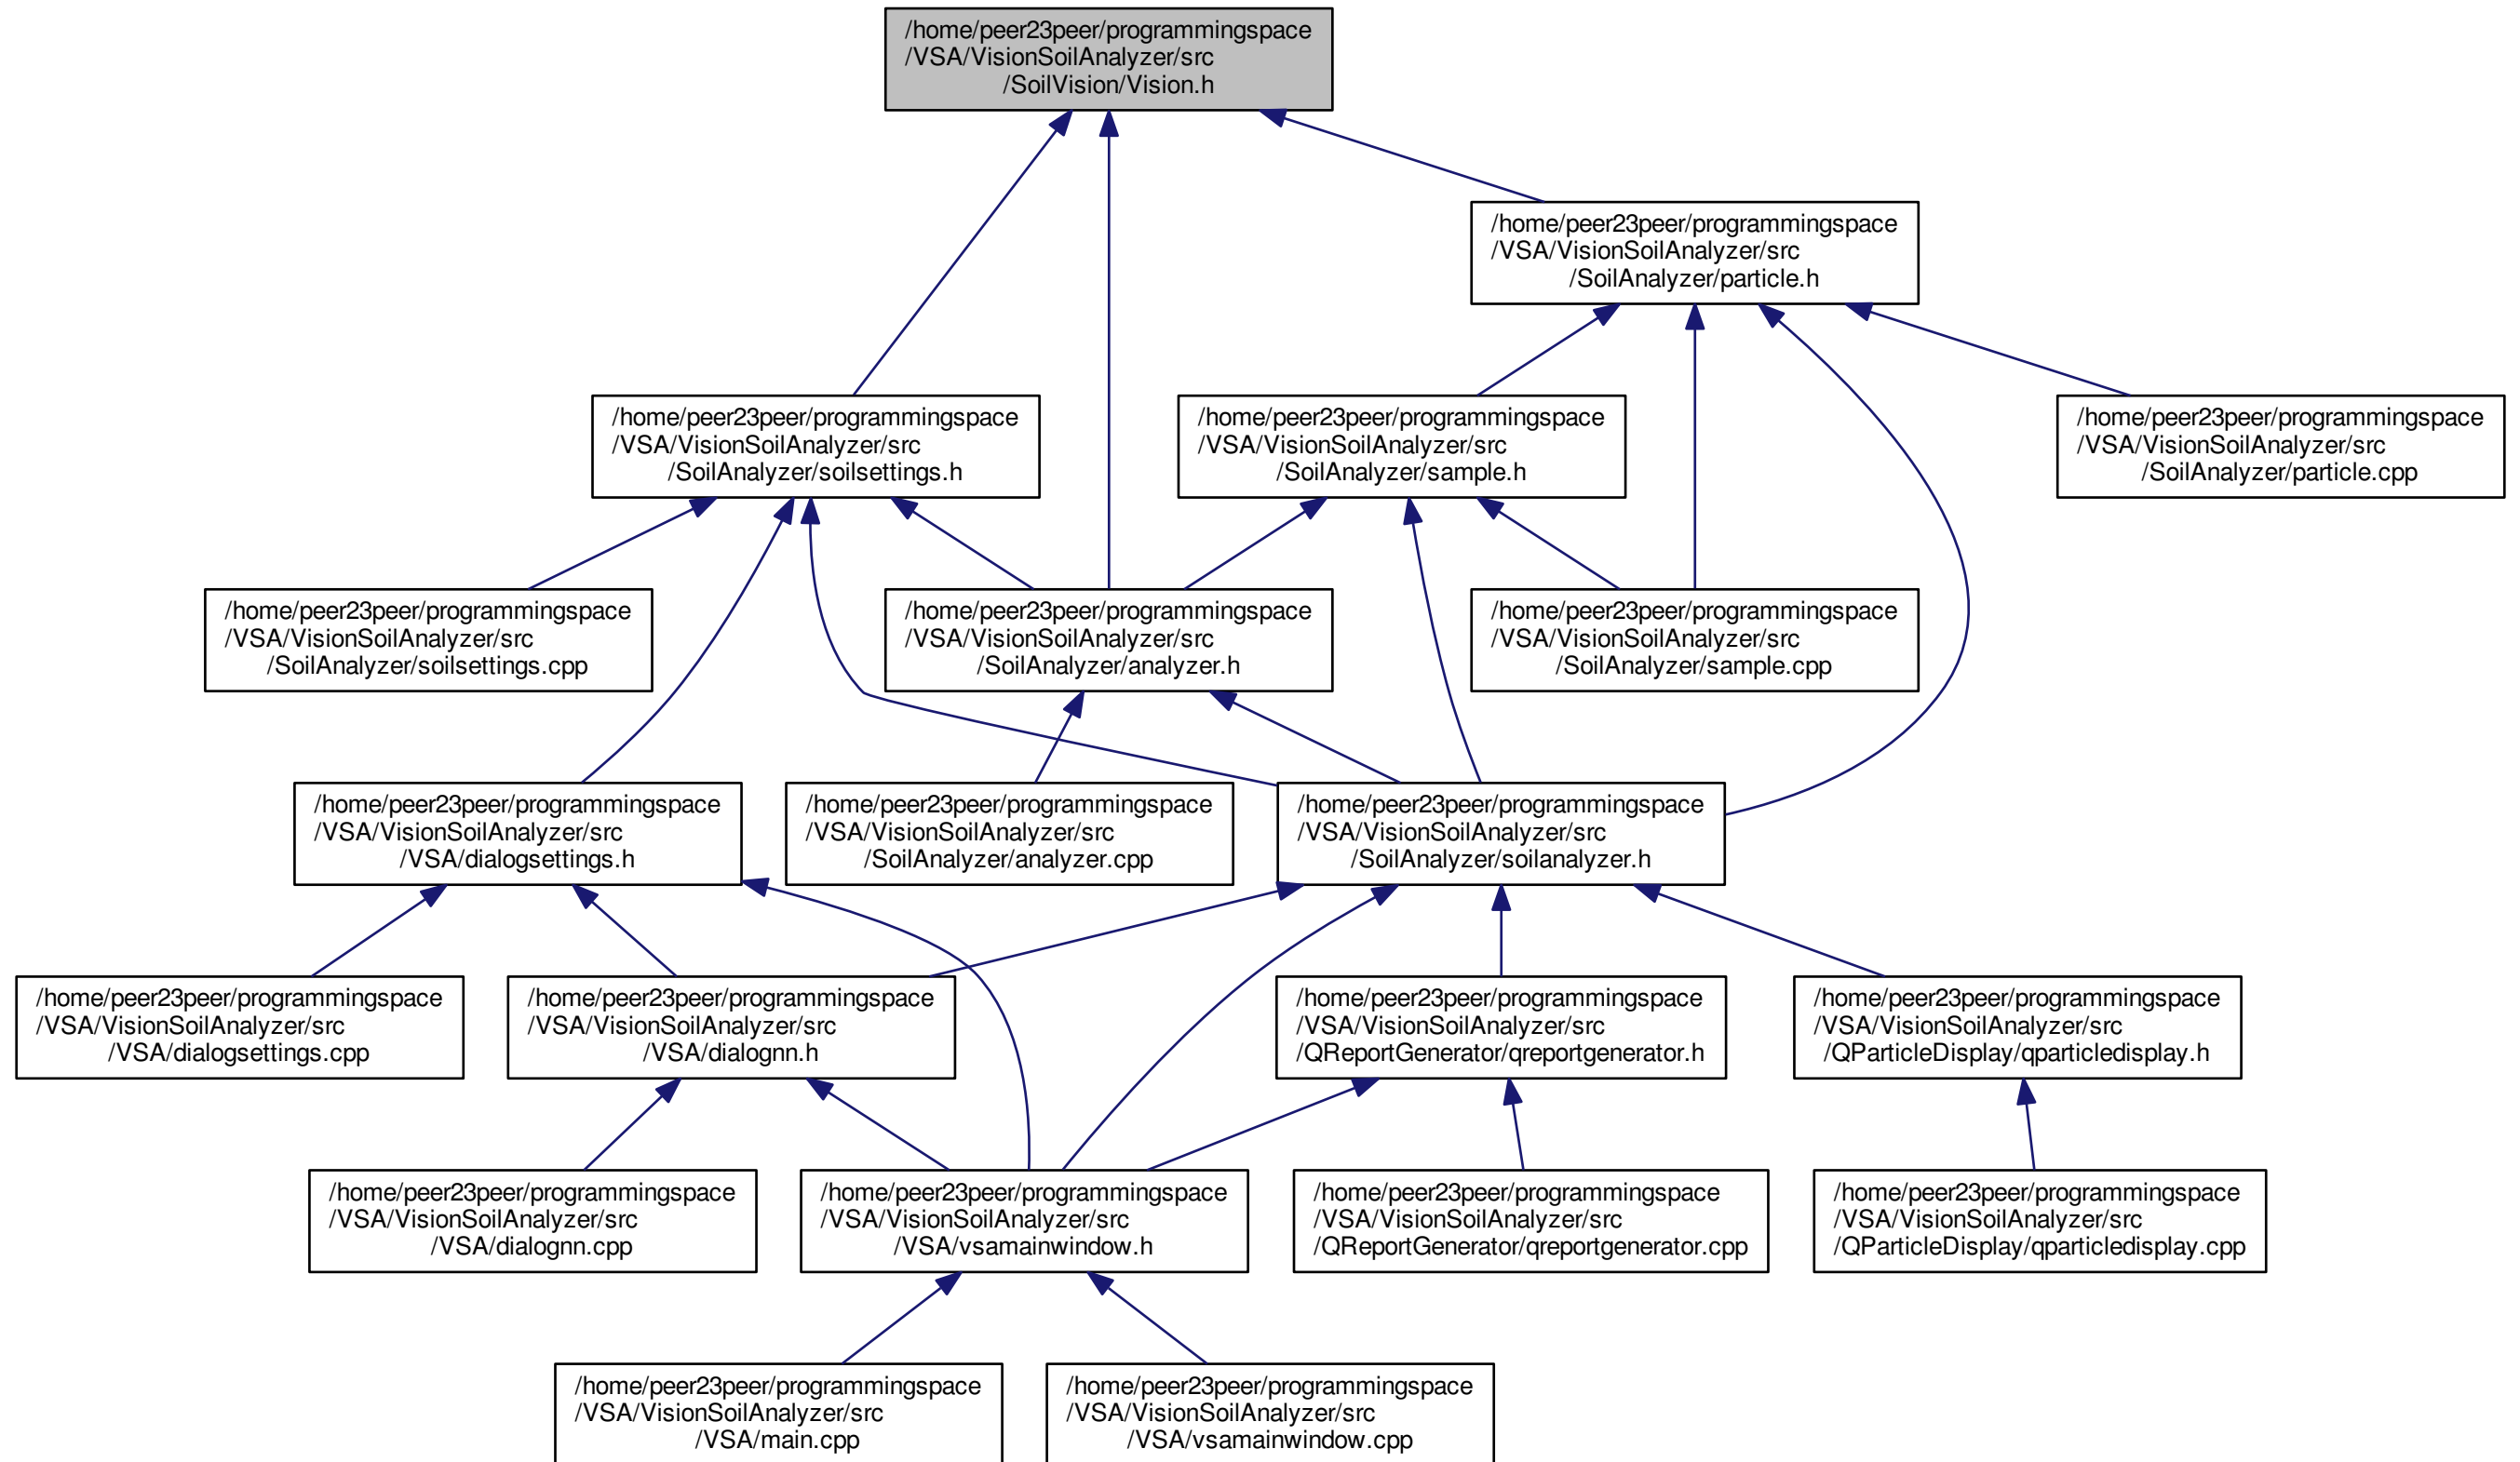 /home/peer23peer/programmingspace
/VSA/VisionSoilAnalyzer/src
/SoilVision/Vision.h
/home/peer23peer/programmingspace
/VSA/VisionSoilAnalyzer/src
/SoilAnalyzer/particle.h
/home/peer23peer/programmingspace
/VSA/VisionSoilAnalyzer/src
/SoilAnalyzer/soilsettings.h
/home/peer23peer/programmingspace
/VSA/VisionSoilAnalyzer/src
/SoilAnalyzer/sample.h
/home/peer23peer/programmingspace
/VSA/VisionSoilAnalyzer/src
/SoilAnalyzer/particle.cpp
/home/peer23peer/programmingspace
/VSA/VisionSoilAnalyzer/src
/SoilAnalyzer/soilsettings.cpp
/home/peer23peer/programmingspace
/VSA/VisionSoilAnalyzer/src
/SoilAnalyzer/analyzer.h
/home/peer23peer/programmingspace
/VSA/VisionSoilAnalyzer/src
/SoilAnalyzer/sample.cpp
/home/peer23peer/programmingspace
/VSA/VisionSoilAnalyzer/src
/VSA/dialogsettings.h
/home/peer23peer/programmingspace
/VSA/VisionSoilAnalyzer/src
/SoilAnalyzer/analyzer.cpp
/home/peer23peer/programmingspace
/VSA/VisionSoilAnalyzer/src
/SoilAnalyzer/soilanalyzer.h
/home/peer23peer/programmingspace
/VSA/VisionSoilAnalyzer/src
/VSA/dialogsettings.cpp
/home/peer23peer/programmingspace
/VSA/VisionSoilAnalyzer/src
/VSA/dialognn.h
/home/peer23peer/programmingspace
/VSA/VisionSoilAnalyzer/src
/QReportGenerator/qreportgenerator.h
/home/peer23peer/programmingspace
/VSA/VisionSoilAnalyzer/src
/QParticleDisplay/qparticledisplay.h
/home/peer23peer/programmingspace
/VSA/VisionSoilAnalyzer/src
/VSA/dialognn.cpp
/home/peer23peer/programmingspace
/VSA/VisionSoilAnalyzer/src
/VSA/vsamainwindow.h
/home/peer23peer/programmingspace
/VSA/VisionSoilAnalyzer/src
/QReportGenerator/qreportgenerator.cpp
/home/peer23peer/programmingspace
/VSA/VisionSoilAnalyzer/src
/QParticleDisplay/qparticledisplay.cpp
/home/peer23peer/programmingspace
/VSA/VisionSoilAnalyzer/src
/VSA/main.cpp
/home/peer23peer/programmingspace
/VSA/VisionSoilAnalyzer/src
/VSA/vsamainwindow.cpp